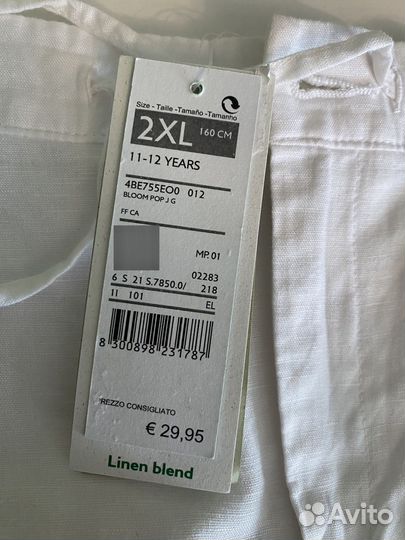 Size - Taille - Tamaño - Tamanho
2XL 160 CM
11-12 YEARS
4BE755EO0 012
BLOOM POP J G
FF CA
MP. 01
02283
6 S 21 S.7850.0/ 218
11 101 EL
8 300898 231787
REZZO CONSIGLIATO
€ 29,95
Linen blend
Avito